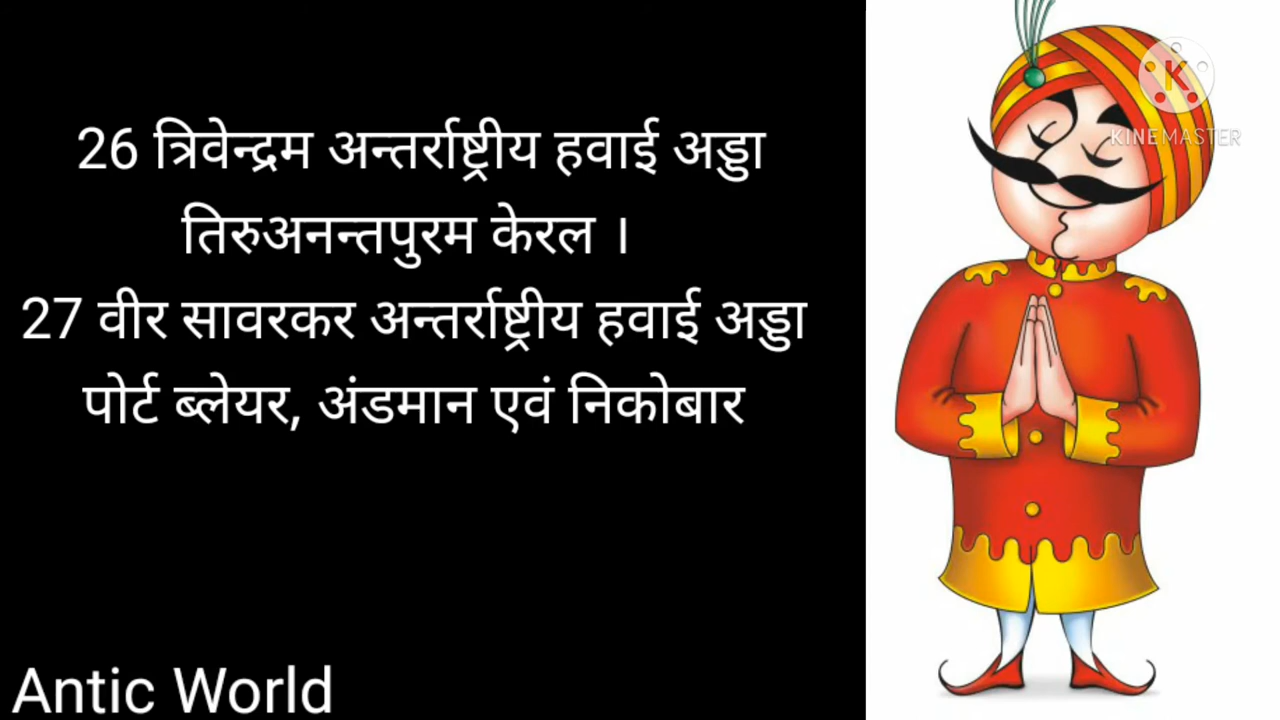 26 त्रिवेन्द्रम अन्तर्राष्ट्रीय हवाई अड्डा
तिरुअनन्तपुरम केरल ।
27 वीर सावरकर अन्तर्राष्ट्रीय हवाई अड्डा
पोर्ट ब्लेयर, अंडमान एवं निकोबार
Antic World
K
KINEMASTER